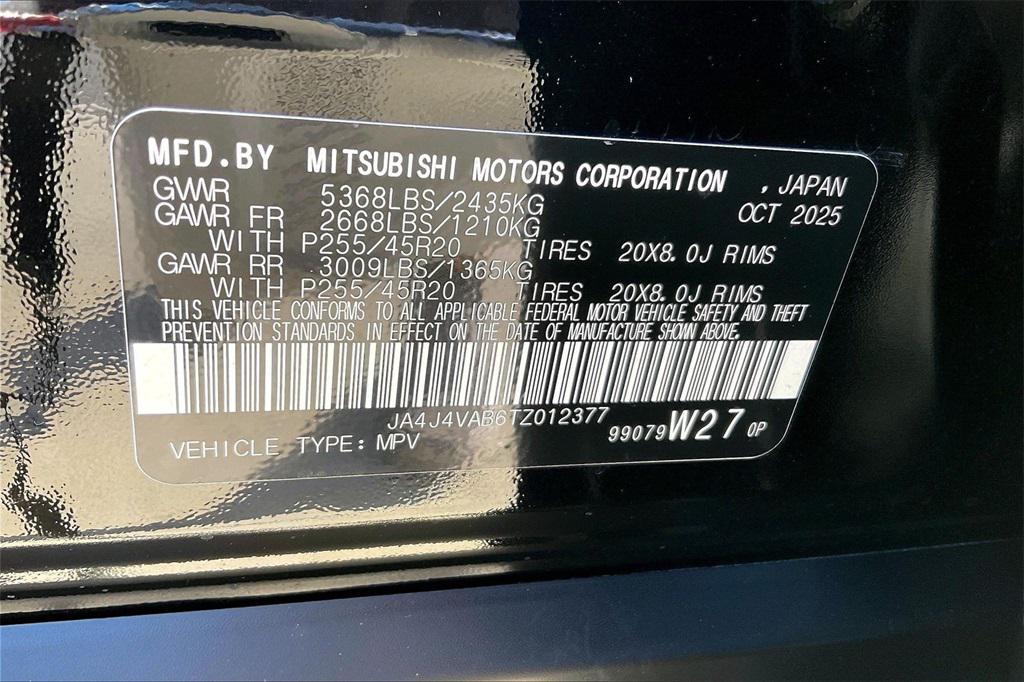 MFD.BY MITSUBISHI MOTORS CORPORATION , JAPAN
GVWR 5368LBS/2435KG OCT 2025
GAWR FR 2668LBS/1210KG
WITH P255/45R20 TIRES 20X8.0J RIMS
GAWR RR 3009LBS/1365KG
WITH P255/45R20 TIRES 20X8.0J RIMS
THIS VEHICLE CONFORMS TO ALL APPLICABLE FEDERAL MOTOR VEHICLE SAFETY AND THEFT
PREVENTION STANDARDS IN EFFECT ON THE DATE OF MANUFACTURE SHOWN ABOVE.
JA4J4VAB6TZ012377
VEHICLE TYPE: MPV 99079 W27 0P